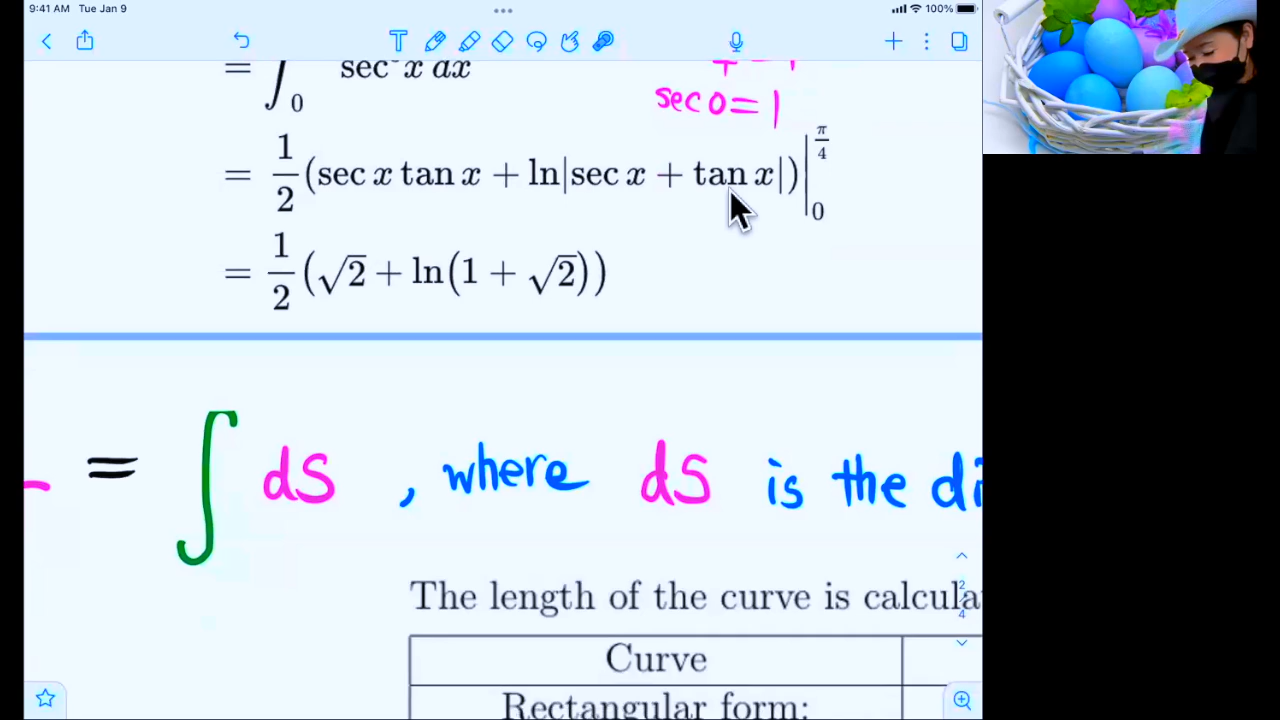 9:41 AM Tue Jan 9
100%
= ∫₀ sec x dx
sec 0 = 1
= 1/2 (sec x tan x + ln|sec x + tan x|) |₀^{π/4}
= 1/2 (√2 + ln(1 + √2))
= ∫ dS , where dS is the di
The length of the curve is calcula
2
4
Curve
Rectangular form: